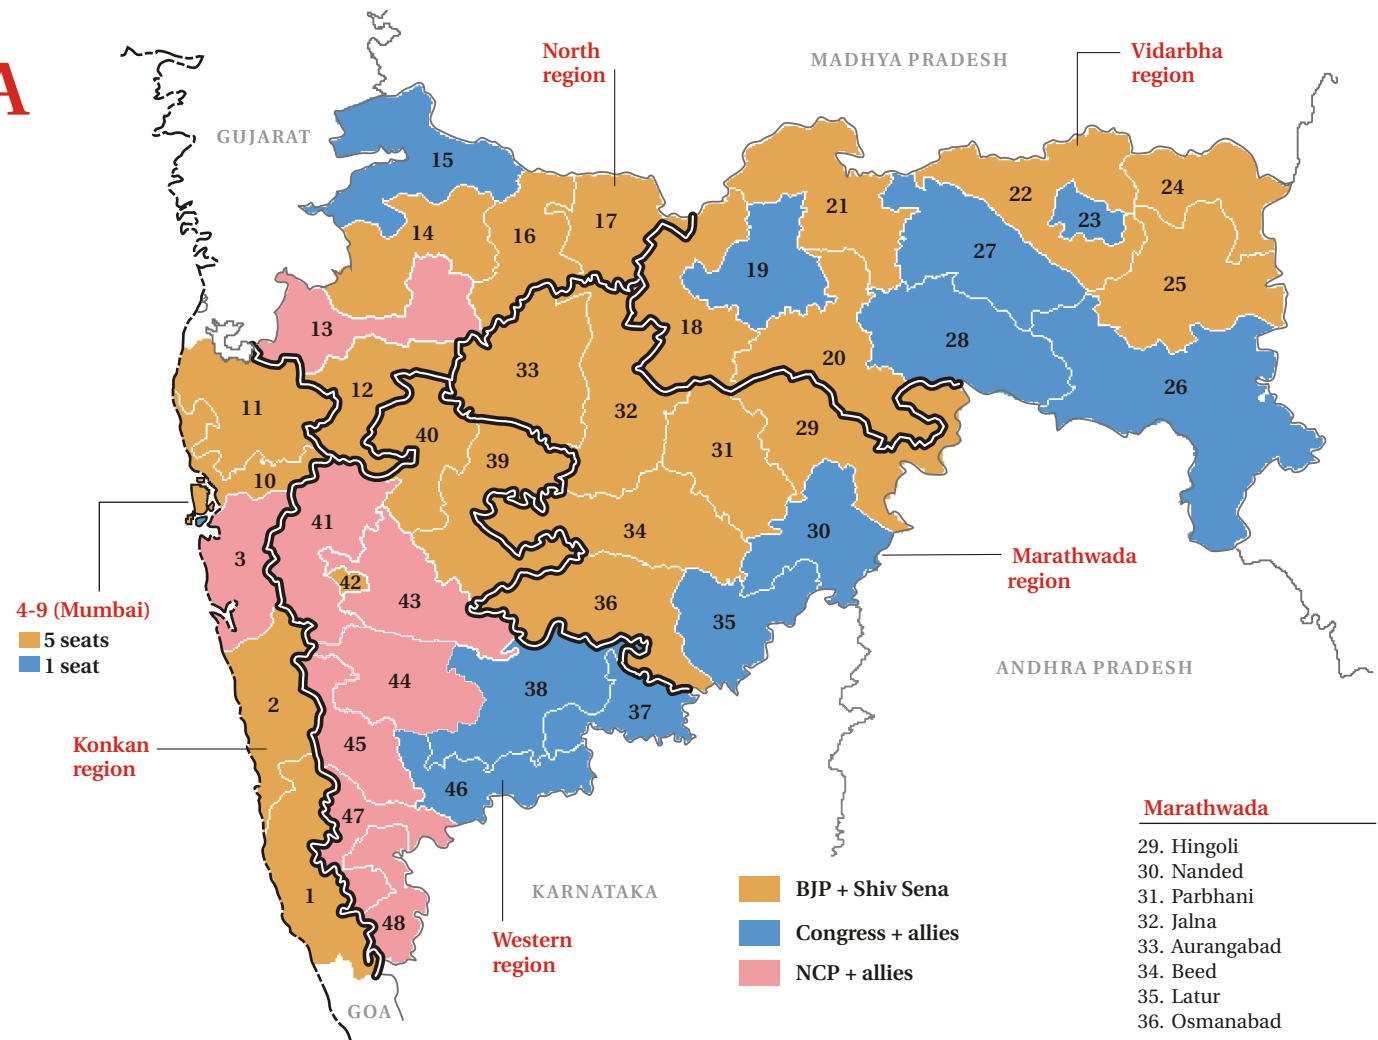 A
North
region
MADHYA PRADESH
Vidarbha
region
GUJARAT
15
14
16
17
13
12
11
10
33
32
18
19
20
21
22
23
24
25
27
28
26
40
39
31
29
30
34
35
36
41
42
43
3
44
38
37
45
46
47
48
2
1
4-9 (Mumbai)
5 seats
1 seat
Konkan
region
Marathwada
region
ANDHRA PRADESH
KARNATAKA
Western
region
GOA
BJP + Shiv Sena
Congress + allies
NCP + allies
Marathwada
29. Hingoli
30. Nanded
31. Parbhani
32. Jalna
33. Aurangabad
34. Beed
35. Latur
36. Osmanabad